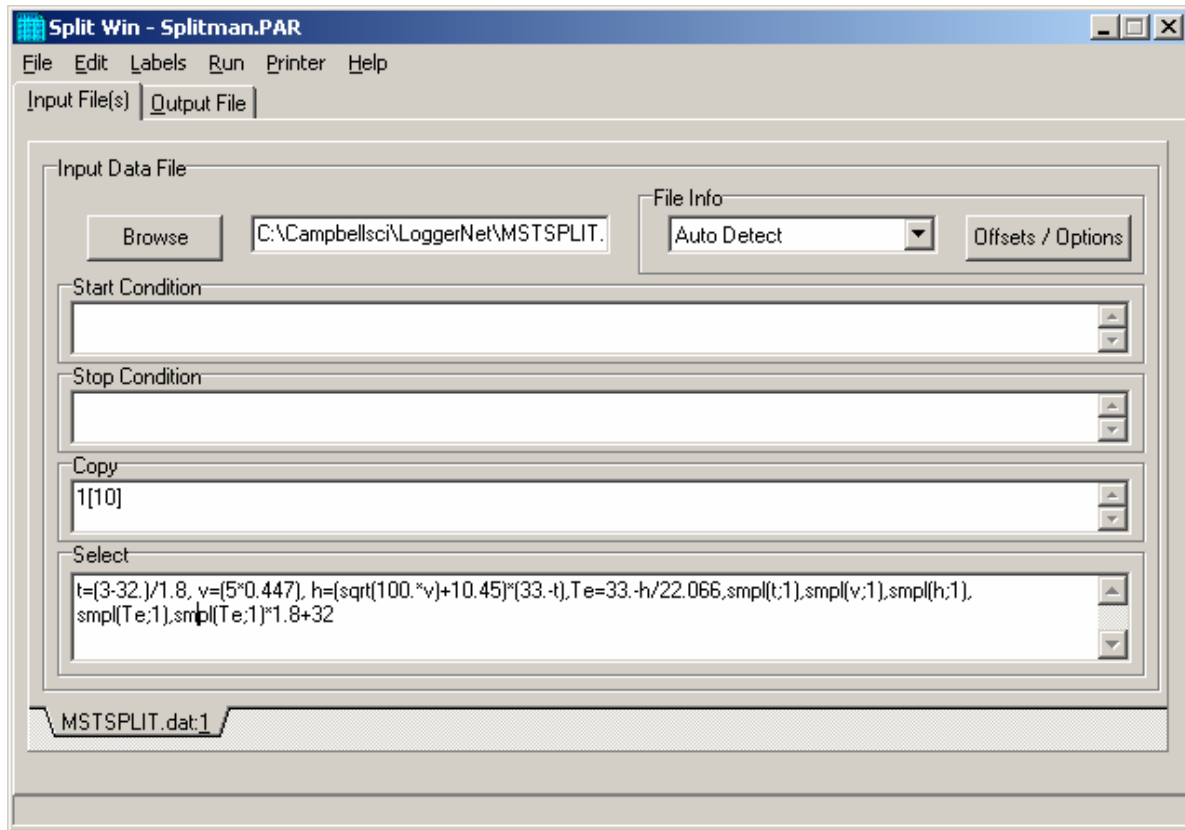 Split Win - Splitman.PAR
File Edit Labels Run Printer Help
Input File(s) Output File
Input Data File
File Info
Browse C:\Campbellsci\LoggerNet\MSTSPLIT. Auto Detect Offsets / Options
Start Condition
Stop Condition
Copy
1[10]
Select
t=(3-32.)/1.8, v=(5*0.447), h=(sqrt(100.*v)+10.45)*(33.-t),Te=33.-h/22.066,smpl(t;1),smpl(v;1),smpl(h;1),
smpl(Te;1),smpl(Te;1)*1.8+32
MSTSPLIT.dat:1